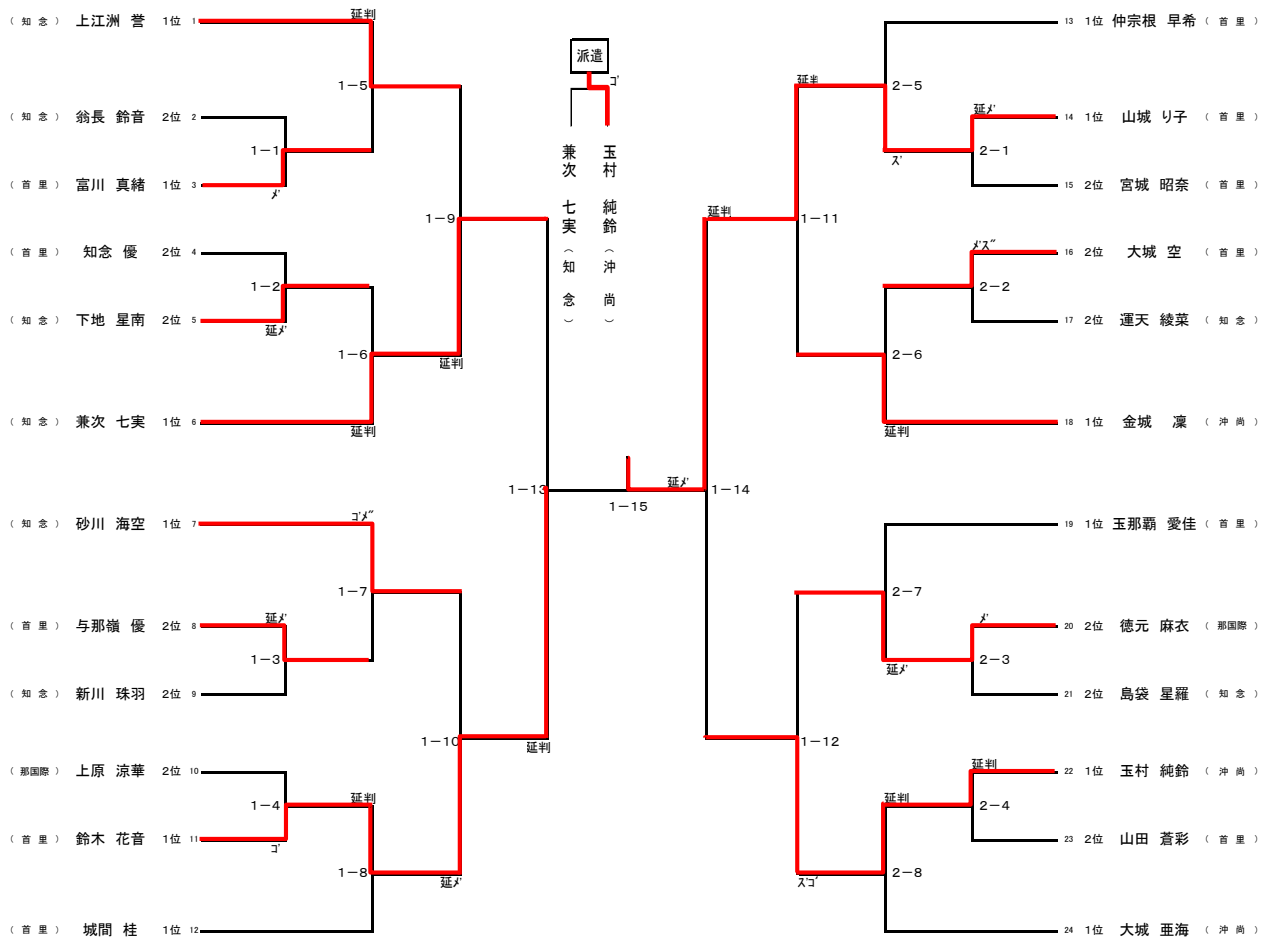 （ 知 念 ） 上江洲 誉 1位 1
延判
1－5
（ 知 念 ） 翁長 鈴音 2位 2
1－1
（ 首 里 ） 富川 真緒 1位 3
ﾒ'
1－9
（ 首 里 ） 知念 優 2位 4
1－2
（ 知 念 ） 下地 星南 2位 5
延ﾒ'
1－6
延判
（ 知 念 ） 兼次 七実 1位 6
延判
1－13
（ 知 念 ） 砂川 海空 1位 7
ｺ'ﾒ"
1－7
（ 首 里 ） 与那嶺 優 2位 8
延ﾒ'
1－3
（ 知 念 ） 新川 珠羽 2位 9
1－10
延判
（ 那国際 ） 上原 涼華 2位 10
1－4
延判
（ 首 里 ） 鈴木 花音 1位 11
ｺ'
1－8
延ﾒ'
（ 首 里 ） 城間 桂 1位 12
派遣
ｺ'
兼次 七実（知 念）
玉村 純鈴（沖 尚）
延ﾒ'
1－15
13 1位 仲宗根 早希 （ 首 里 ）
延判
2－5
延ﾒ'
14 1位 山城 り子 （ 首 里 ）
2－1
ｽ'
15 2位 宮城 昭奈 （ 首 里 ）
延判
1－11
ﾒ'ｽ"
16 2位 大城 空 （ 首 里 ）
2－2
17 2位 運天 綾菜 （ 知 念 ）
2－6
18 1位 金城 凜 （ 沖 尚 ）
延判
1－14
19 1位 玉那覇 愛佳 （ 首 里 ）
2－7
ﾒ'
20 2位 徳元 麻衣 （ 那国際 ）
2－3
延ﾒ'
21 2位 島袋 星羅 （ 知 念 ）
1－12
延判
22 1位 玉村 純鈴 （ 沖 尚 ）
延判
2－4
23 2位 山田 蒼彩 （ 首 里 ）
2－8
ｽ'ｺ'
24 1位 大城 亜海 （ 沖 尚 ）